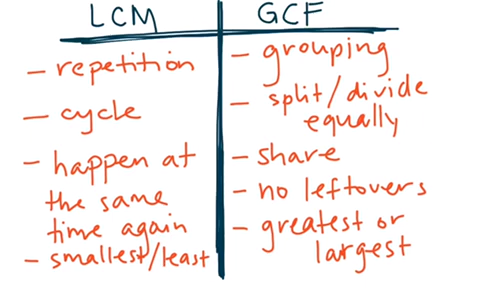 LCM
- repetition
- cycle
- happen at
the same
time again
- smallest/least
GCF
- grouping
- split/divide
equally
- share
- no leftovers
- greatest or
largest